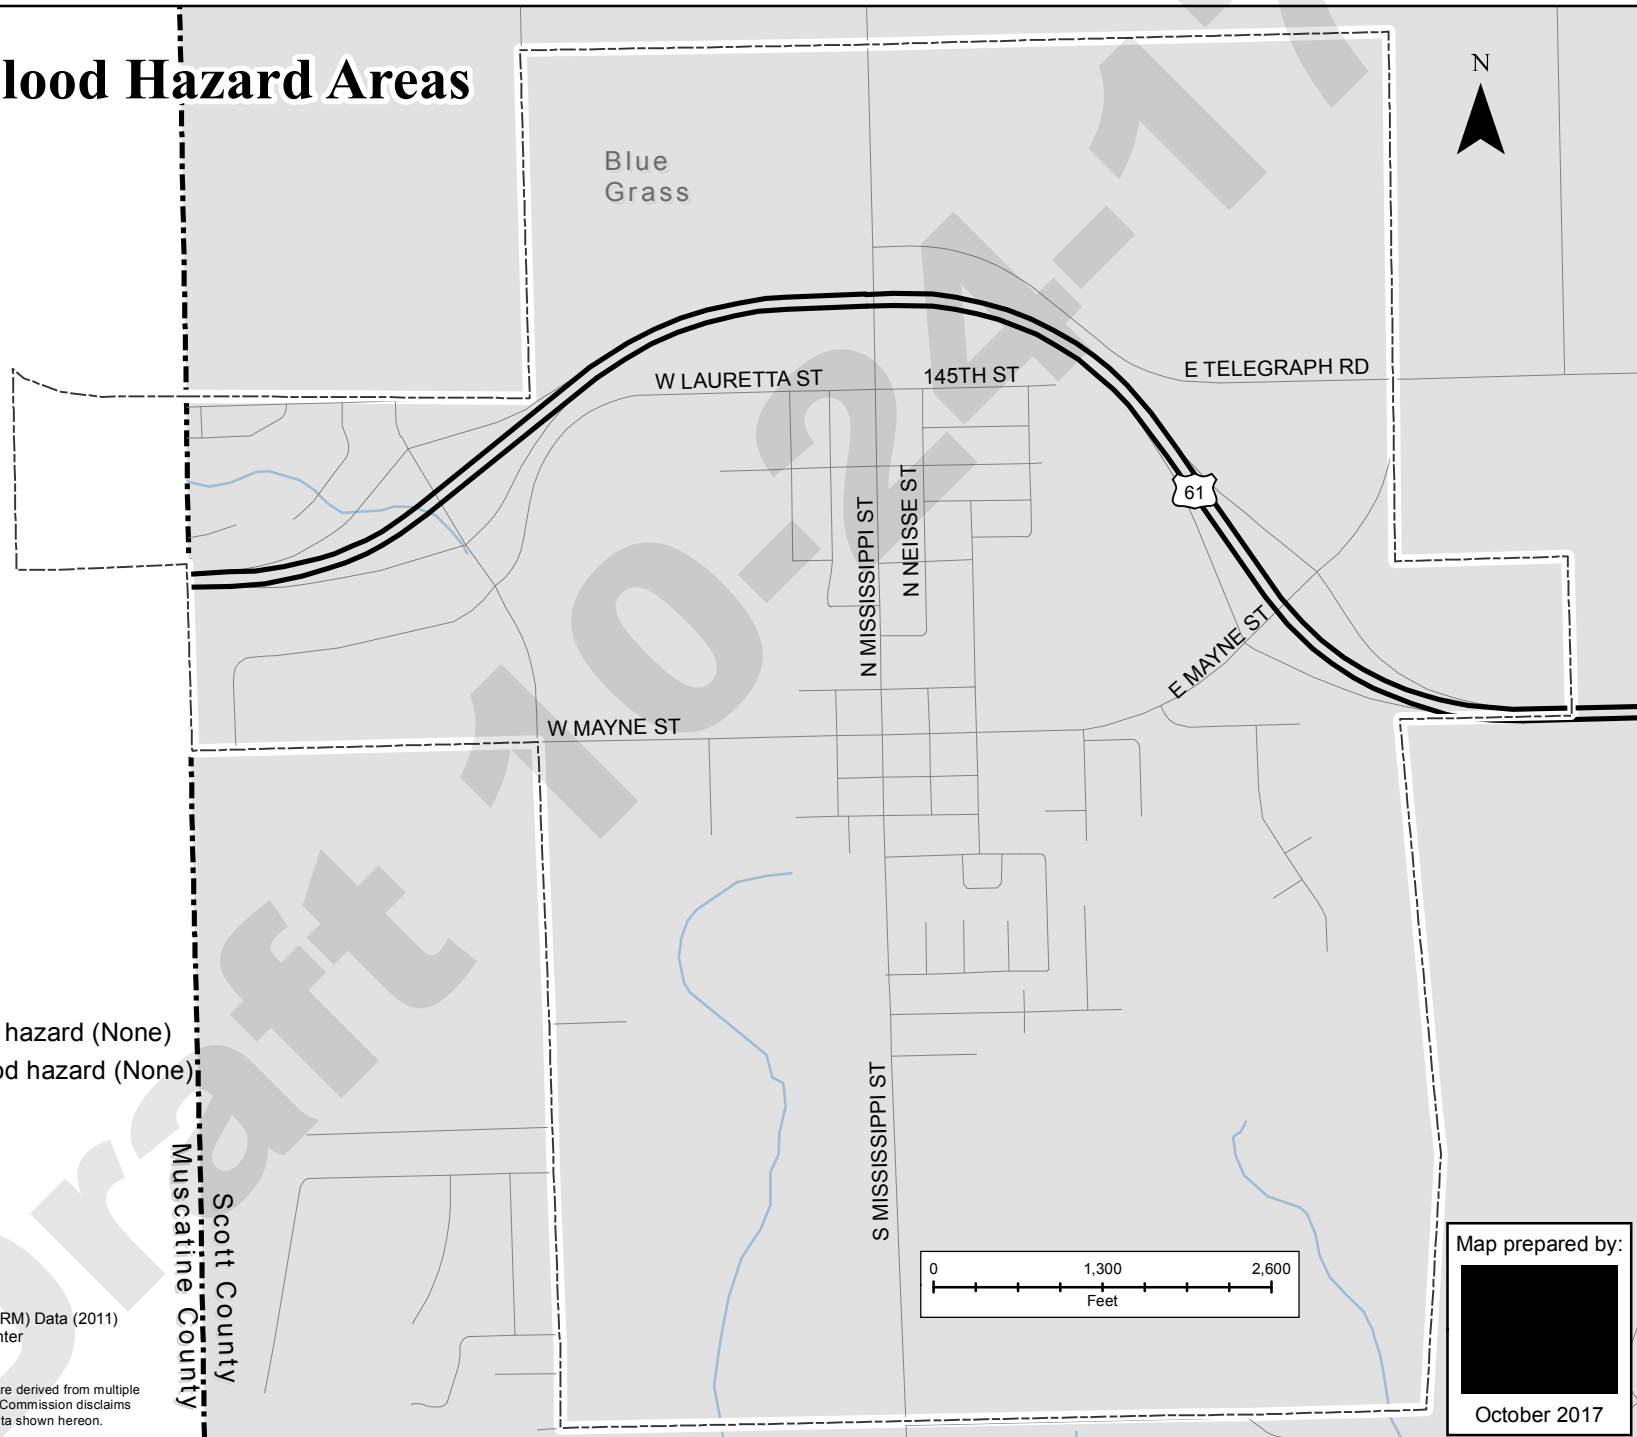 lood Hazard Areas
N
Blue
Grass
W LAURETTA ST
145TH ST
E TELEGRAPH RD
61
N MISSISSIPPI ST
N NEISSE ST
E MAYNE ST
W MAYNE ST
hazard (None)
od hazard (None)
S MISSISSIPPI ST
Muscatine County
Scott County
0 1,300 2,600
Feet
Map prepared by:
October 2017
RM) Data (2011)
nter
re derived from multiple
Commission disclaims
ta shown hereon.
Draft 10-24-17